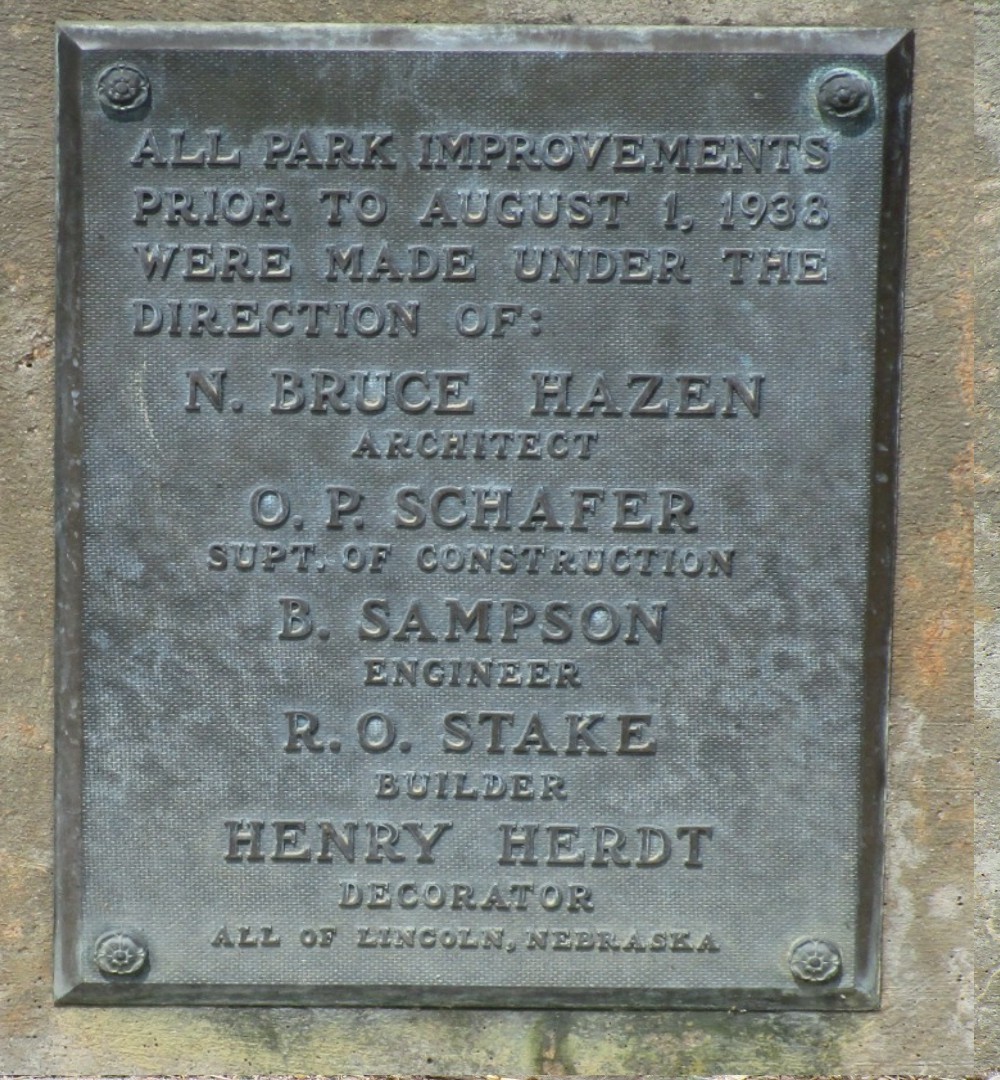 ALL PARK IMPROVEMENTS
PRIOR TO AUGUST 1, 1938
WERE MADE UNDER THE
DIRECTION OF:
N. BRUCE HAZEN
ARCHITECT
O. P. SCHAFER
SUPT. OF CONSTRUCTION
B. SAMPSON
ENGINEER
R. O. STAKE
BUILDER
HENRY HERDT
DECORATOR
ALL OF LINCOLN, NEBRASKA